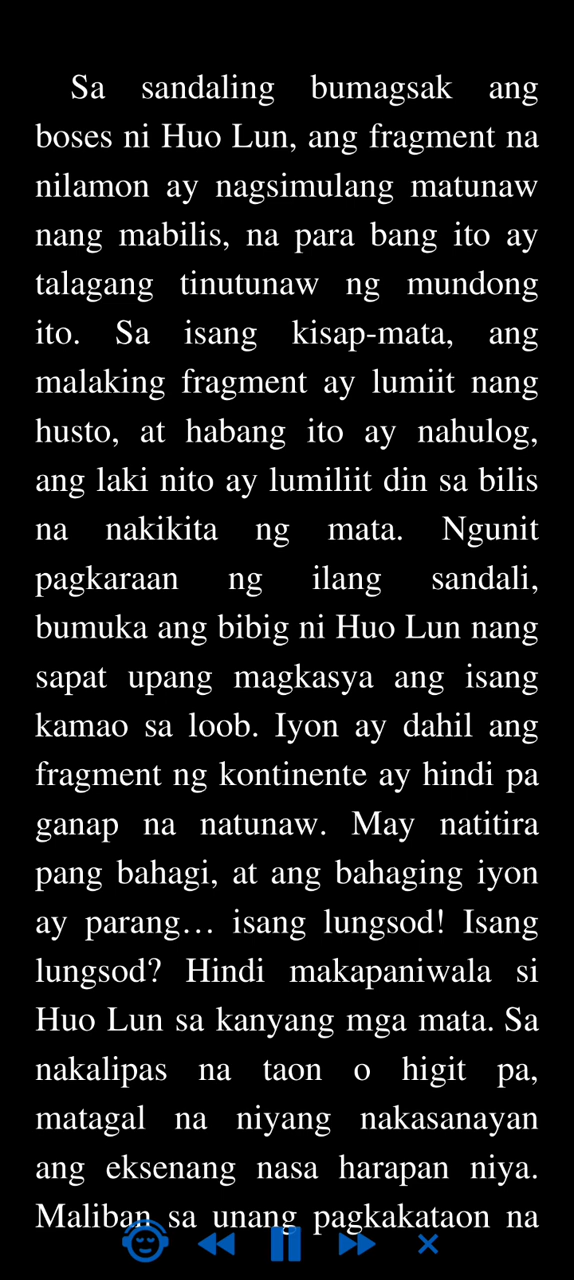 Sa sandaling bumagsak ang
boses ni Huo Lun, ang fragment na
nilamon ay nagsimulang matunaw
nang mabilis, na para bang ito ay
talagang tinutunaw ng mundong
ito. Sa isang kisap-mata, ang
malaking fragment ay lumiit nang
husto, at habang ito ay nahulog,
ang laki nito ay lumiliit din sa bilis
na nakikita ng mata. Ngunit
pagkaraan ng ilang sandali,
bumuka ang bibig ni Huo Lun nang
sapat upang magkasya ang isang
kamao sa loob. Iyon ay dahil ang
fragment ng kontinente ay hindi pa
ganap na natunaw. May natitira
pang bahagi, at ang bahaging iyon
ay parang… isang lungsod! Isang
lungsod? Hindi makapaniwala si
Huo Lun sa kanyang mga mata. Sa
nakalipas na taon o higit pa,
matagal na niyang nakasanayan
ang eksenang nasa harapan niya.
Maliban sa unang pagkakataon na